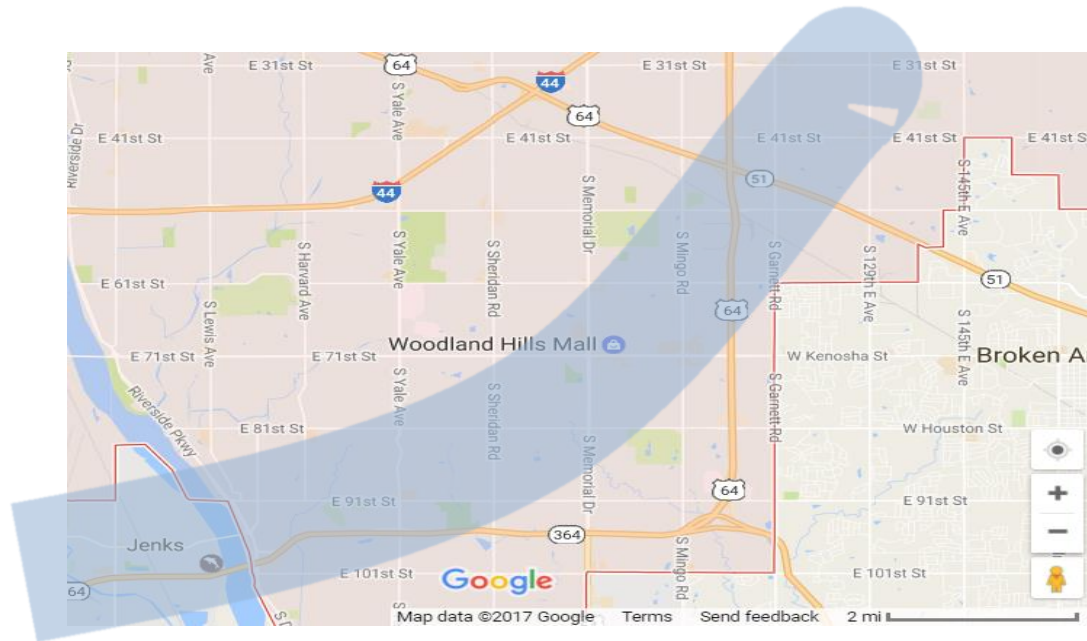 64
E 31st St
E 31st St
E 31st St
Ave
S Yale Ave
44
64
Riverside Dr
E 41st St
E 41st St
E 41st St
E 41st St
E 41st S
51
S 145th E Ave
44
S Memorial Dr
S Harvard Ave
S Yale Ave
S Sheridan Rd
S Mingo Rd
S Garnett Rd
S 129th E Ave
E 61st St
51
S Lewis Ave
64
S 145th E Ave
Woodland Hills Mall
E 71st St
E 71st St
W Kenosha St
Broken A
S Yale Ave
S Sheridan Rd
S Garnett Rd
Riverside Pkwy
E 81st St
W Houston St
S Memorial Dr
64
E 91st St
E 91st St
364
Jenks
64
E 101st St
Google
S Mingo Rd
E 101st St
S D
Map data ©2017 Google
Terms
Send feedback
2 mi